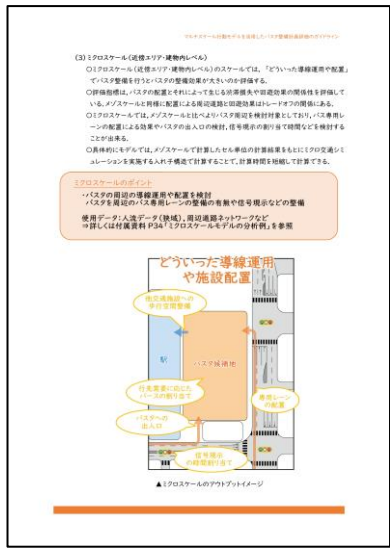 マルチスケール行動モデルを活用したバスタ整備効果評価のガイドライン
(3)ミクロスケール(近傍エリア・建物内レベル)
○ミクロスケール(近傍エリア・建物内レベル)のスケールでは、「どういった導線運用や配置」
でバスタ整備を行うとバスタの整備効果が大きいのか評価する。
○評価指標は、バスタの配置とそれによって生じる渋滞損失や回遊効果の関係性を評価して
いる。メゾスケールと同様に配置による周辺道路と回遊効果はトレードオフの関係にある。
○ミクロスケールでは、メゾスケールと比べよりバスタ周辺を検討対象としており、バス専用レ
ーンの配置による効果やバスタの出入口の検討、信号現示の割り当て時間などを検討する
ことが出来る。
○具体的にモデルでは、メゾスケールで計算したセル単位の計算結果をもとにミクロ交通シミ
ュレーションを実施する入れ子構造で計算することで、計算時間を短縮して計算できる。
ミクロスケールのポイント
・バスタの周辺の導線運用や配置を検討
バスタを周辺のバス専用レーンの整備の有無や信号現示などの整備
使用データ:人流データ(狭域)、周辺道路ネットワークなど
⇒詳しくは付属資料 P34「ミクロスケールモデルの分析例」を参照
どういった導線運用
や施設配置
他交通施設への
歩行空間整備
駅
バスタ候補地
行先需要に応じた
バースの割り当て
専用レーン
の配置
バスタへの
出入口
信号現示
の時間割り当て
▲ミクロスケールのアウトプットイメージ